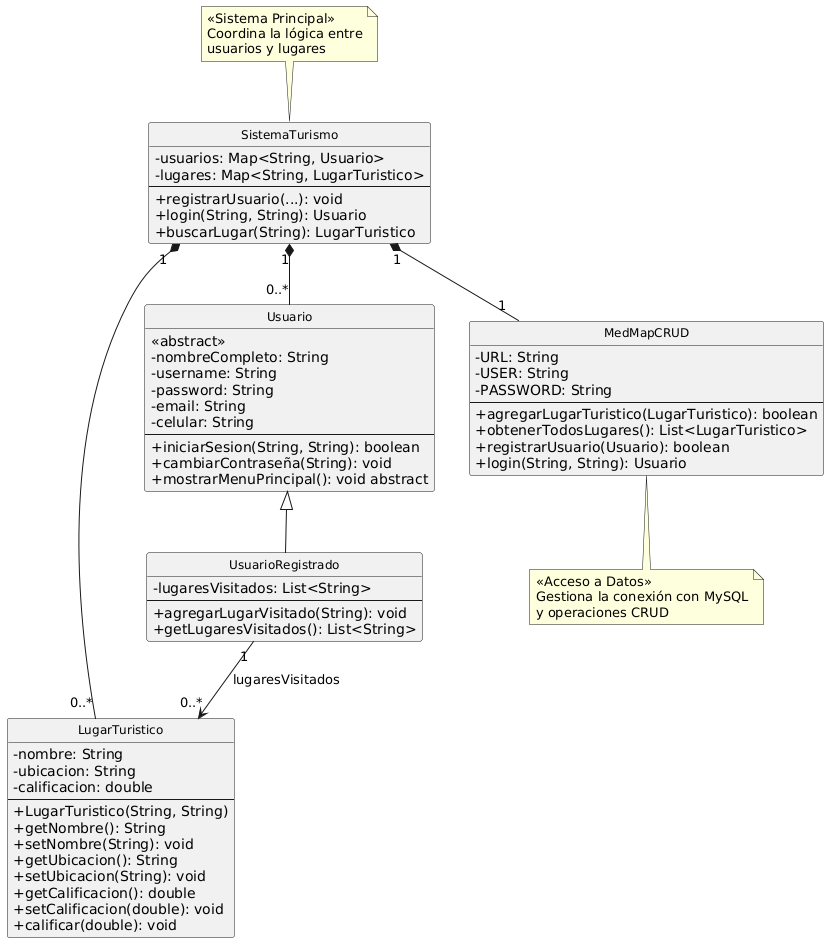 «Sistema Principal»
Coordina la lógica entre
usuarios y lugares
SistemaTurismo
-usuarios: Map<String, Usuario>
-lugares: Map<String, LugarTuristico>
+registrarUsuario(...): void
+login(String, String): Usuario
+buscarLugar(String): LugarTuristico
1
1
1
0..*
1
Usuario
«abstract»
-nombreCompleto: String
-username: String
-password: String
-email: String
-celular: String
+iniciarSesion(String, String): boolean
+cambiarContraseña(String): void
+mostrarMenuPrincipal(): void abstract
MedMapCRUD
-URL: String
-USER: String
-PASSWORD: String
+agregarLugarTuristico(LugarTuristico): boolean
+obtenerTodosLugares(): List<LugarTuristico>
+registrarUsuario(Usuario): boolean
+login(String, String): Usuario
UsuarioRegistrado
-lugaresVisitados: List<String>
+agregarLugarVisitado(String): void
+getLugaresVisitados(): List<String>
«Acceso a Datos»
Gestiona la conexión con MySQL
y operaciones CRUD
1
lugaresVisitados
0..*
0..*
LugarTuristico
-nombre: String
-ubicacion: String
-calificacion: double
+LugarTuristico(String, String)
+getNombre(): String
+setNombre(String): void
+getUbicacion(): String
+setUbicacion(String): void
+getCalificacion(): double
+setCalificacion(double): void
+calificar(double): void